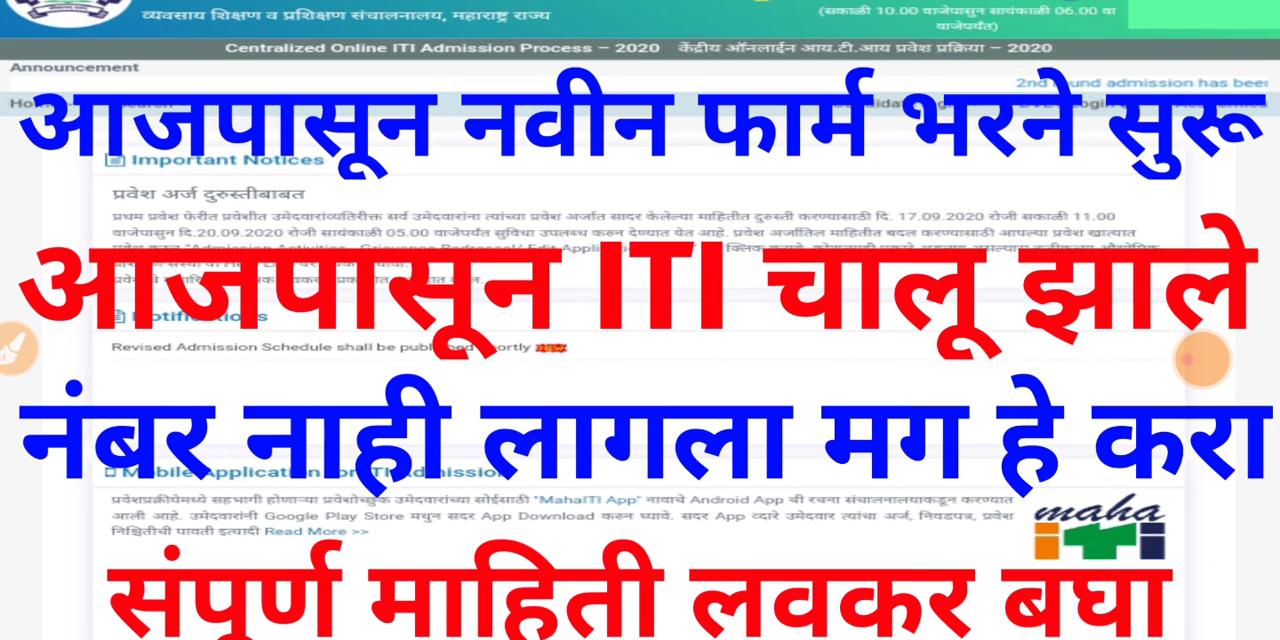 व्यवसाय शिक्षण व प्रशिक्षण संचालनालय, महाराष्ट्र राज्य
(सकाळी 10.00 वाजेपासुन सायंकाळी 06.00 वा
वाजेपर्यंत)
Centralized Online ITI Admission Process – 2020 केंद्रीय ऑनलाईन आय.टी.आय प्रवेश प्रक्रिया – 2020
Announcement
2nd admission has been
आजपासून नवीन फार्म भरने सुरू
Important Notices
प्रवेश अर्ज दुरुस्तीबाबत
प्रथम प्रवेश फेरीत प्रवेशीत उमेदवारांव्यतिरीक्त सर्व उमेदवारांना त्यांच्या प्रवेश अर्जात सादर केलेल्या माहितीत दुरुस्ती करण्यासाठी दि. 17.09.2020 रोजी सकाळी 11.00
वाजेपासुन दि.20.09.2020 रोजी सायंकाळी 05.00 वाजेपर्यंत सुविधा उपलब्ध करुन देण्यात येत आहे. प्रवेश अर्जातिल माहितीत बदल करण्यासाठी आपल्या प्रवेश खात्यात
आजपासून ITI चालू झाले
Notifications
Revised Admission Schedule shall be published shortly
नंबर नाही लागला मग हे करा
Mobile Application for ITI Admission
प्रवेशप्रक्रीयेमध्ये सहभागी होणाऱ्या प्रवेशोच्छुक उमेदवारांच्या सोईसाठी "MahaITI App" नावाचे Android App ची रचना संचालनालयाकडून करण्यात
आली आहे. उमेदवारांनी Google Play Store मधुन सदर App Download करुन घ्यावे. सदर App व्दारे उमेदवार त्यांचा अर्ज, निवडपत्र, प्रवेश
निश्चितीची पावती इत्यादी Read More >>
maha
ITI
संपूर्ण माहिती लवकर बघा